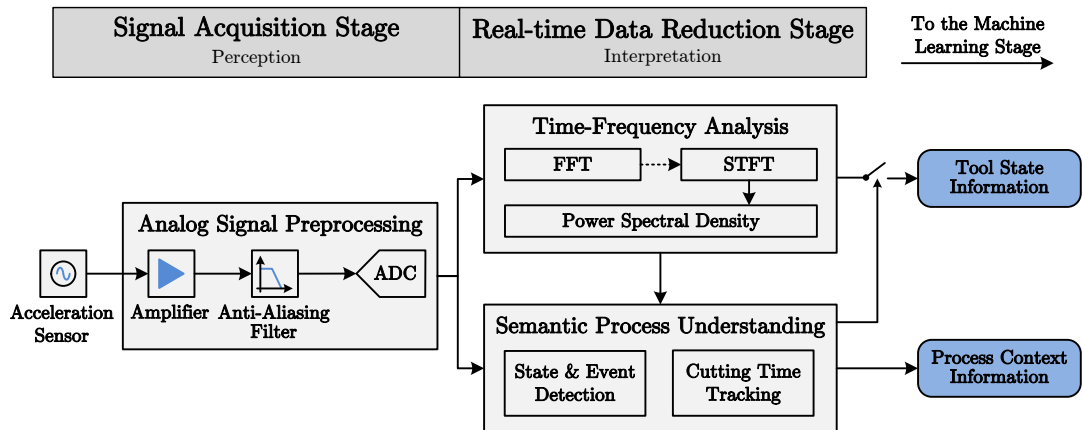 Signal Acquisition Stage
Perception
Real-time Data Reduction Stage
Interpretation
To the Machine
Learning Stage
Time-Frequency Analysis
FFT
STFT
Power Spectral Density
Tool State
Information
Analog Signal Preprocessing
ADC
Acceleration
Sensor
Amplifier
Anti-Aliasing
Filter
Semantic Process Understanding
State & Event
Detection
Cutting Time
Tracking
Process Context
Information